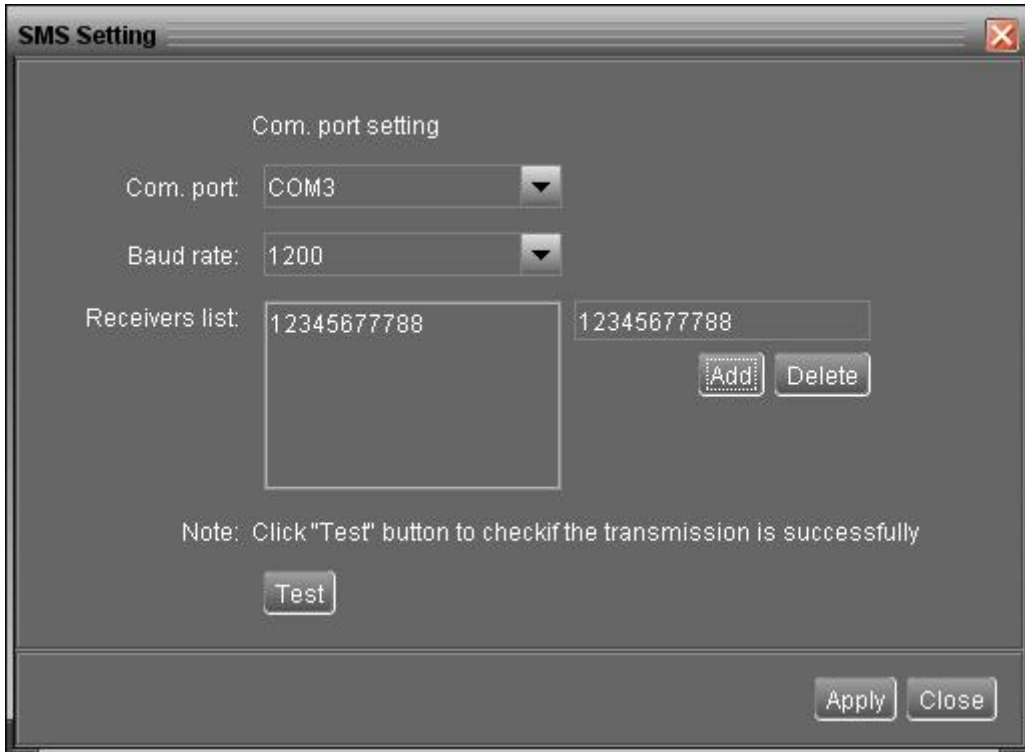 SMS Setting
Com. port setting
Com. port: COM3
Baud rate: 1200
Receivers list: 12345677788 12345677788
Add Delete
Note: Click "Test" button to checkif the transmission is successfully
Test
Apply Close